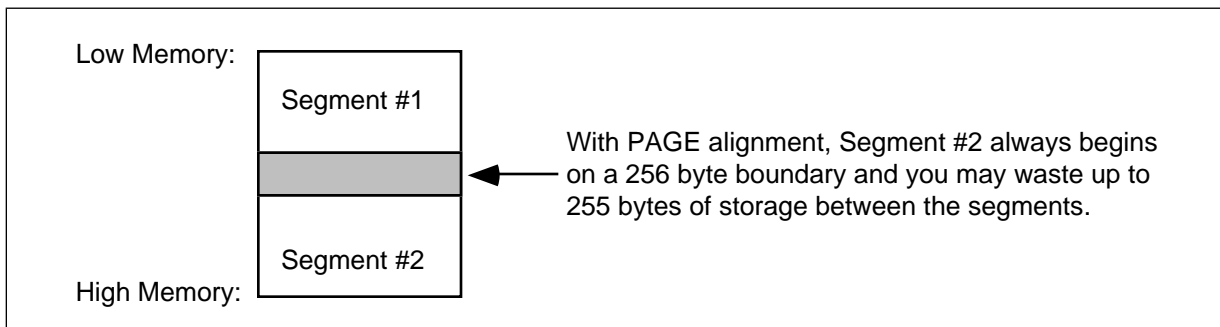 Low Memory:
Segment #1
With PAGE alignment, Segment #2 always begins
on a 256 byte boundary and you may waste up to
255 bytes of storage between the segments.
Segment #2
High Memory: